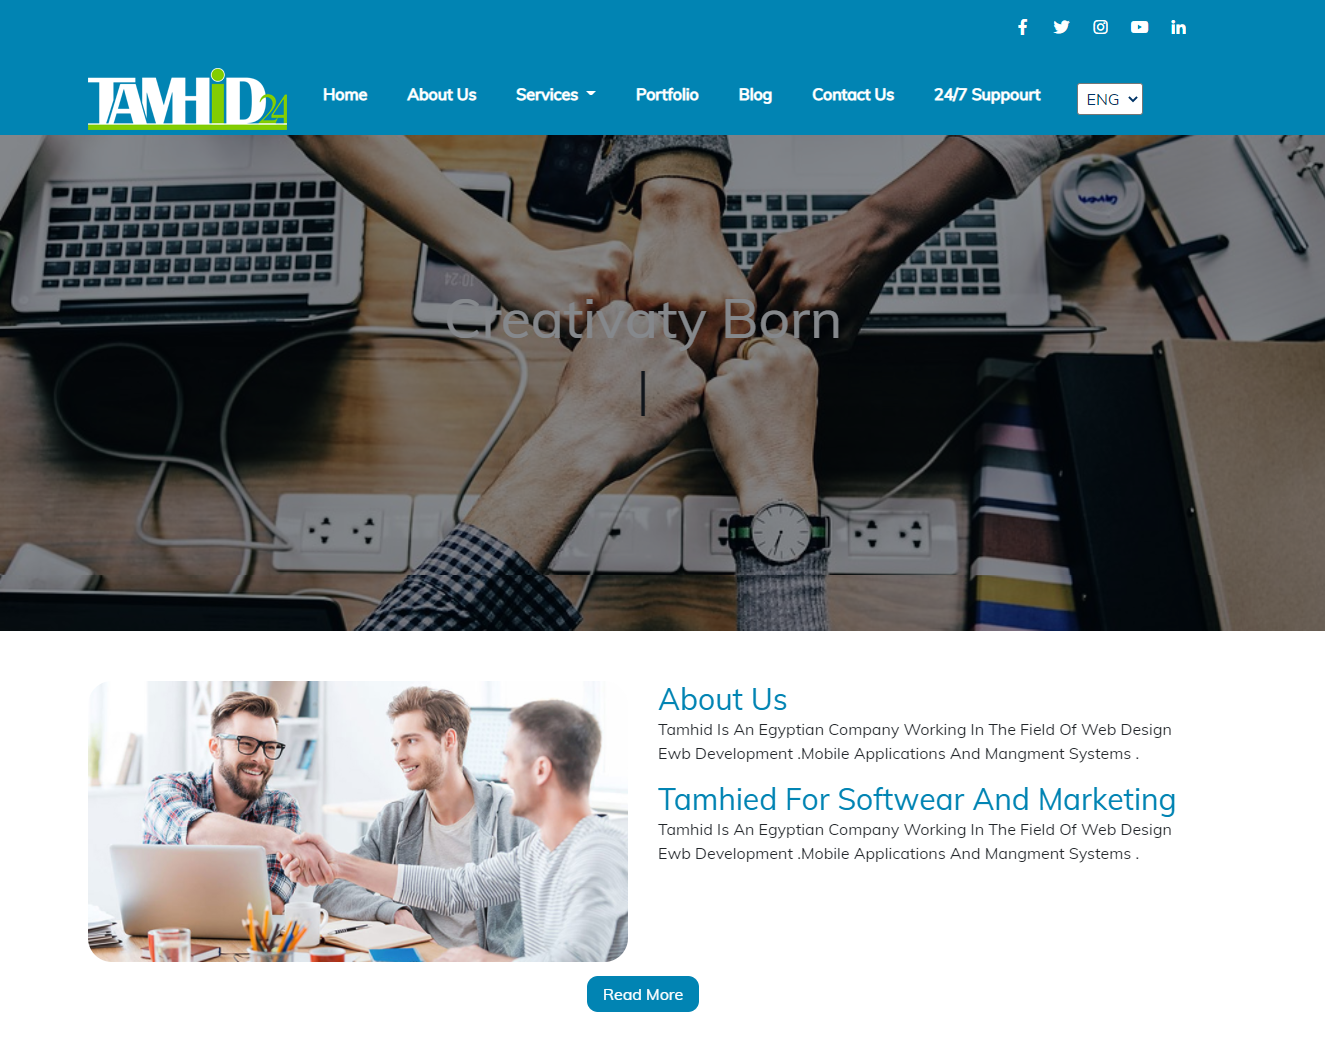 TAMHiD24
Home About Us Services Portfolio Blog Contact Us 24/7 Suppourt ENG
10:24
Creativaty Born
About Us
Tamhid Is An Egyptian Company Working In The Field Of Web Design
Ewb Development .Mobile Applications And Mangment Systems .
Tamhied For Softwear And Marketing
Tamhid Is An Egyptian Company Working In The Field Of Web Design
Ewb Development .Mobile Applications And Mangment Systems .
Read More